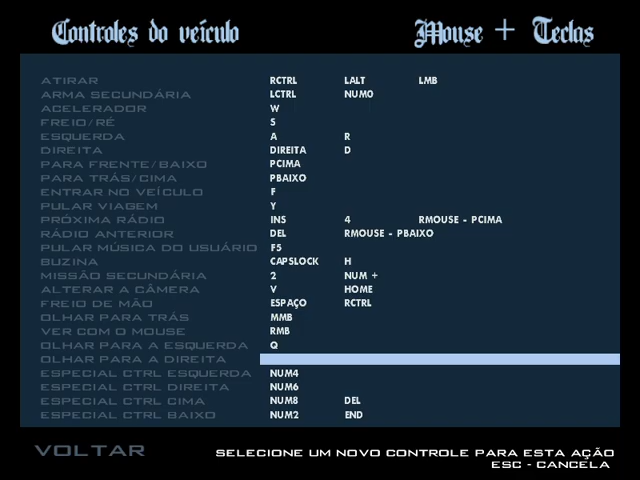 Controles do veículo Mouse + Teclas
ATIRAR RCTRL LALT LMB
ARMA SECUNDÁRIA LCTRL NUM0
ACELERADOR W
FREIO/RÉ S
ESQUERDA A R
DIREITA DIREITA D
PARA FRENTE/BAIXO PCIMA
PARA TRÁS/CIMA PBAIXO
ENTRAR NO VEÍCULO F
PULAR VIAGEM Y
PRÓXIMA RÁDIO INS 4 RMOUSE - PCIMA
RÁDIO ANTERIOR DEL RMOUSE - PBAIXO
PULAR MÚSICA DO USUÁRIO F5
BUZINA CAPSLOCK H
MISSÃO SECUNDÁRIA 2 NUM +
ALTERAR A CÂMERA V HOME
FREIO DE MÃO ESPAÇO RCTRL
OLHAR PARA TRÁS MMB
VER COM O MOUSE RMB
OLHAR PARA A ESQUERDA Q
OLHAR PARA A DIREITA
ESPECIAL CTRL ESQUERDA NUM4
ESPECIAL CTRL DIREITA NUM6
ESPECIAL CTRL CIMA NUM8 DEL
ESPECIAL CTRL BAIXO NUM2 END
VOLTAR SELECIONE UM NOVO CONTROLE PARA ESTA AÇÃO
ESC - CANCELA